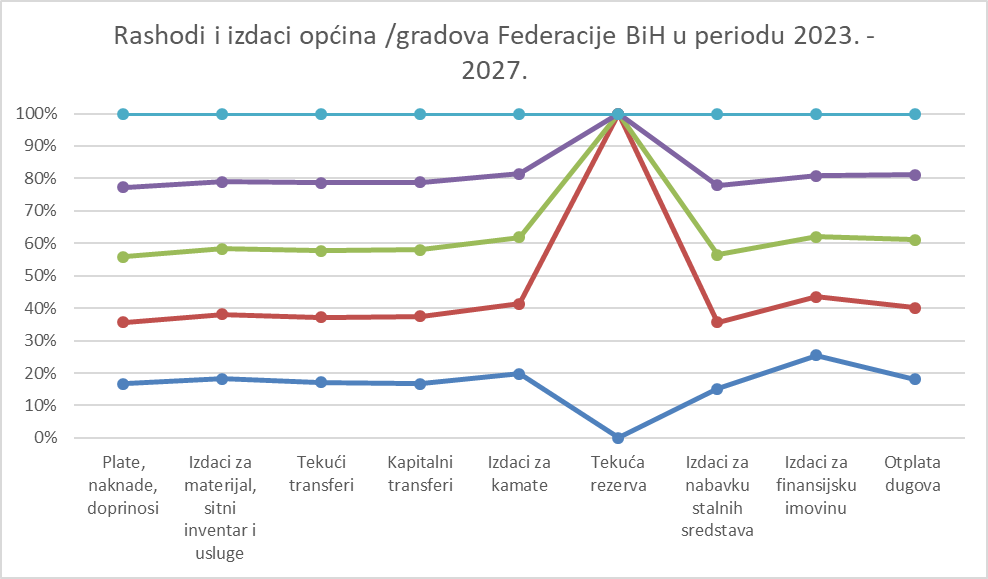 Rashodi i izdaci općina /gradova Federacije BiH u periodu 2023. -
2027.
100%
90%
80%
70%
60%
50%
40%
30%
20%
10%
0%
Plate,
naknade,
doprinosi
Izdaci za
materijal,
sitni
inventar i
usluge
Tekući
transferi
Kapitalni
transferi
Izdaci za
kamate
Tekuća
rezerva
Izdaci za
nabavku
stalnih
sredstava
Izdaci za
finansijsku
imovinu
Otplata
dugova